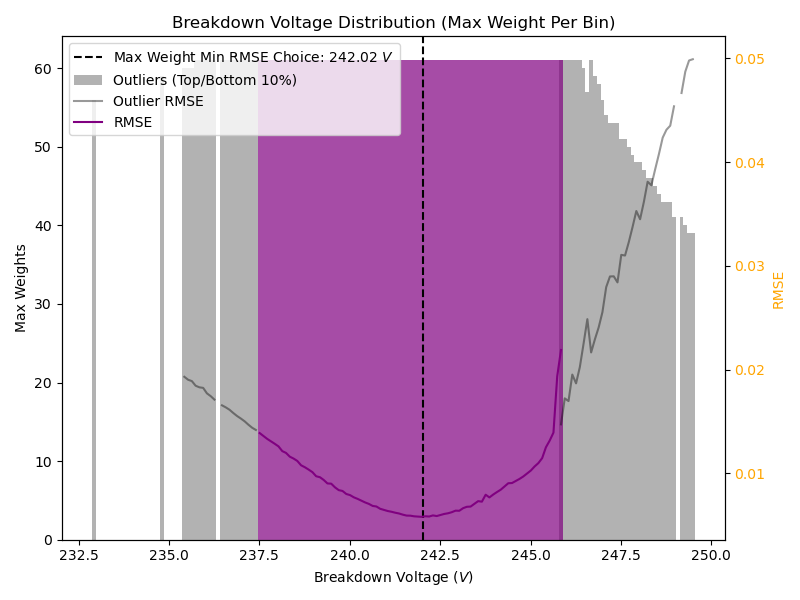 Breakdown Voltage Distribution (Max Weight Per Bin)
Max Weight Min RMSE Choice: 242.02 V
Outliers (Top/Bottom 10%)
Outlier RMSE
RMSE
60
50
40
30
20
10
0
Max Weights
0.05
0.04
0.03
0.02
0.01
RMSE
232.5 235.0 237.5 240.0 242.5 245.0 247.5 250.0
Breakdown Voltage (V)